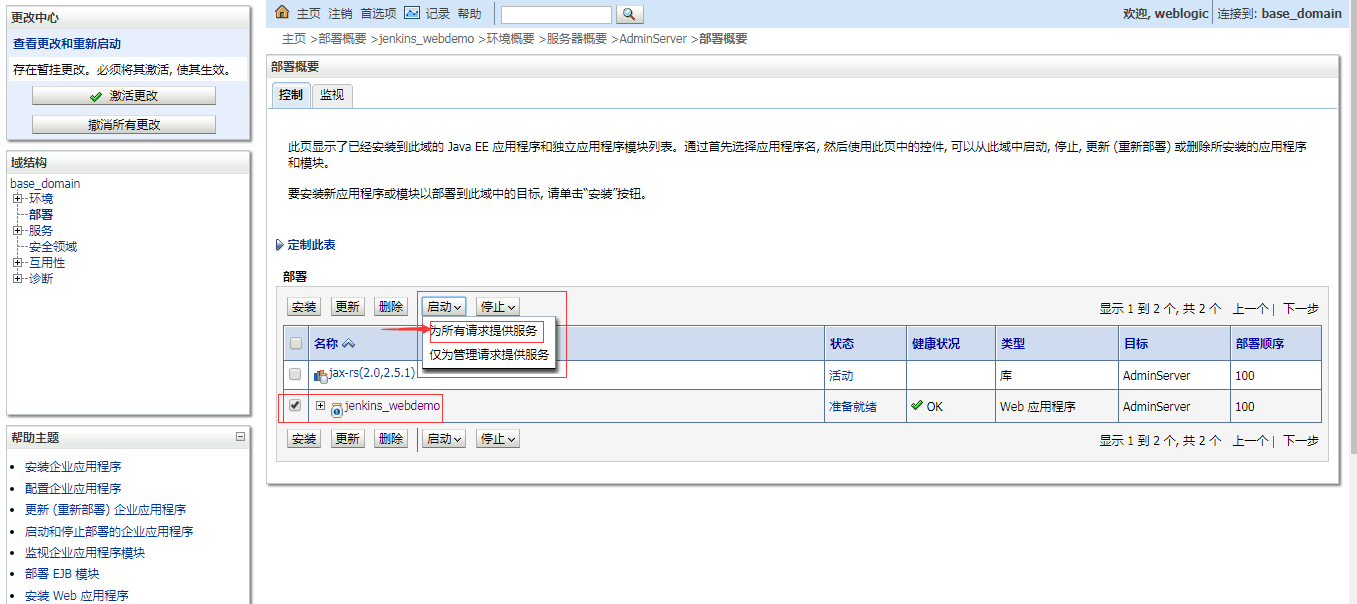 更改中心
查看更改和重新启动
存在暂挂更改。必须将其激活, 使其生效。
激活更改
撤消所有更改
域结构
base_domain
环境
部署
服务
安全领域
互用性
诊断
帮助主题
安装企业应用程序
配置企业应用程序
更新 (重新部署) 企业应用程序
启动和停止部署的企业应用程序
监视企业应用程序模块
部署 EJB 模块
安装 Web 应用程序
主页 注销 首选项 记录 帮助
欢迎, weblogic 连接到: base_domain
主页 >部署概要 >jenkins_webdemo >环境概要 >服务器概要 >AdminServer >部署概要
部署概要
控制 监视
此页显示了已经安装到此域的 Java EE 应用程序和独立应用程序模块列表。通过首先选择应用程序名, 然后使用此页中的控件, 可以从此域中启动, 停止, 更新 (重新部署) 或删除所安装的应用程序
和模块。
要安装新应用程序或模块以部署到此域中的目标, 请单击“安装”按钮。
定制此表
部署
安装 更新 删除 启动 停止 显示 1 到 2 个, 共 2 个 上一个 | 下一步
为所有请求提供服务
仅为管理请求提供服务
名称 状态 健康状况 类型 目标 部署顺序
jax-rs(2.0,2.5.1) 活动 库 AdminServer 100
jenkins_webdemo 准备就绪 OK Web 应用程序 AdminServer 100
安装 更新 删除 启动 停止 显示 1 到 2 个, 共 2 个 上一个 | 下一步